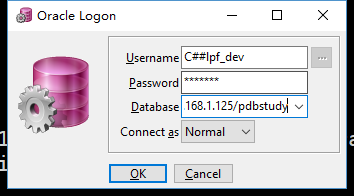 Oracle Logon
Username C##lpf_dev
Password *******
Database .168.1.125/pdbstudy
Connect as Normal
OK Cancel